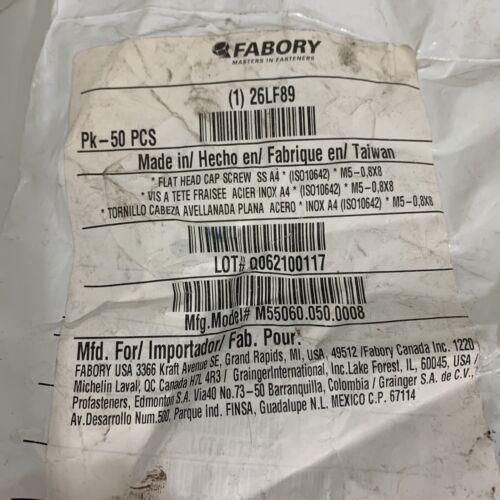 FABORY
MASTERS IN FASTENERS
(1) 26LF89
Pk-50 PCS
Made in/ Hecho en/ Fabrique en/ Taiwan
* FLAT HEAD CAP SCREW SS A4 * (ISO10642) * M5-0,8X8
* VIS A TETE FRAISEE ACIER INOX A4 * (ISO10642) * M5-0,8X8
* TORNILLO CABEZA AVELLANADA PLANA ACERO * INOX A4 (ISO10642) * M5-0,8X8
LOT# 0062100117
Mfg.Model# M55060.050.0008
Mfd. For/ Importador/ Fab. Pour:
FABORY USA 3366 Kraft Avenue SE, Grand Rapids, MI, USA, 49512 /Fabory Canada Inc. 1220
Michelin Laval, QC Canada H7L 4R3 / GraingerInternational, Inc.Lake Forest, IL, 60045, USA /
Profasteners, Edmonton S.A. Via40 No.73-50 Barranquilla, Colombia / Grainger S.A. de C.V.,
Av.Desarrollo Num.500, Parque Ind. FINSA, Guadalupe N.L. MEXICO C.P. 67114